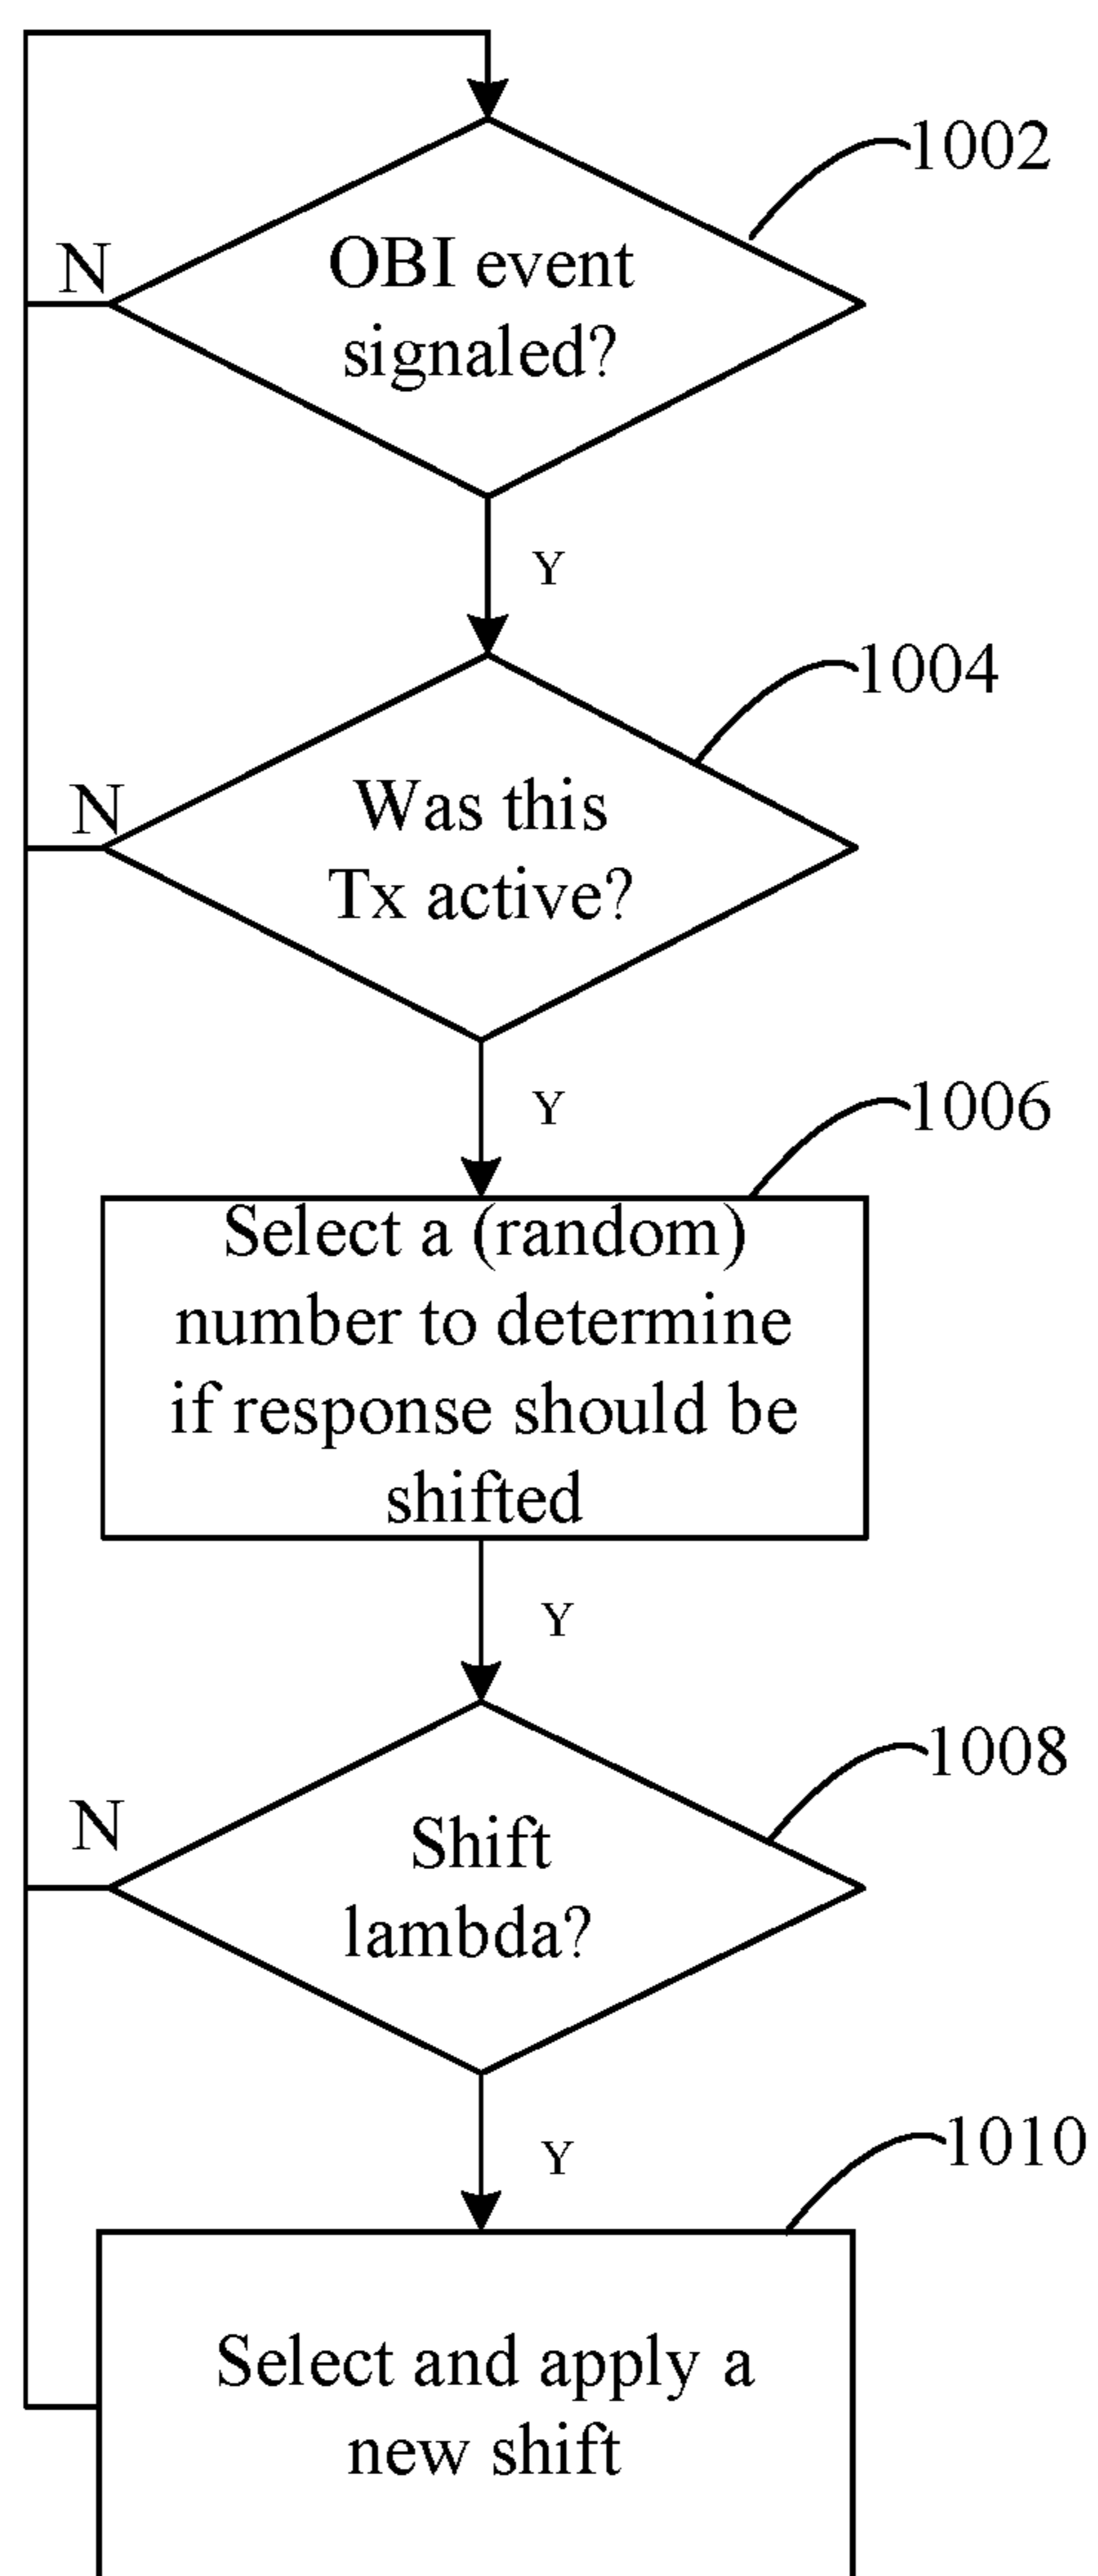 1002
OBI event
signaled?
N
Y
1004
Was this
Tx active?
N
Y
1006
Select a (random)
number to determine
if response should be
shifted
Y
1008
Shift
lambda?
N
Y
1010
Select and apply a
new shift